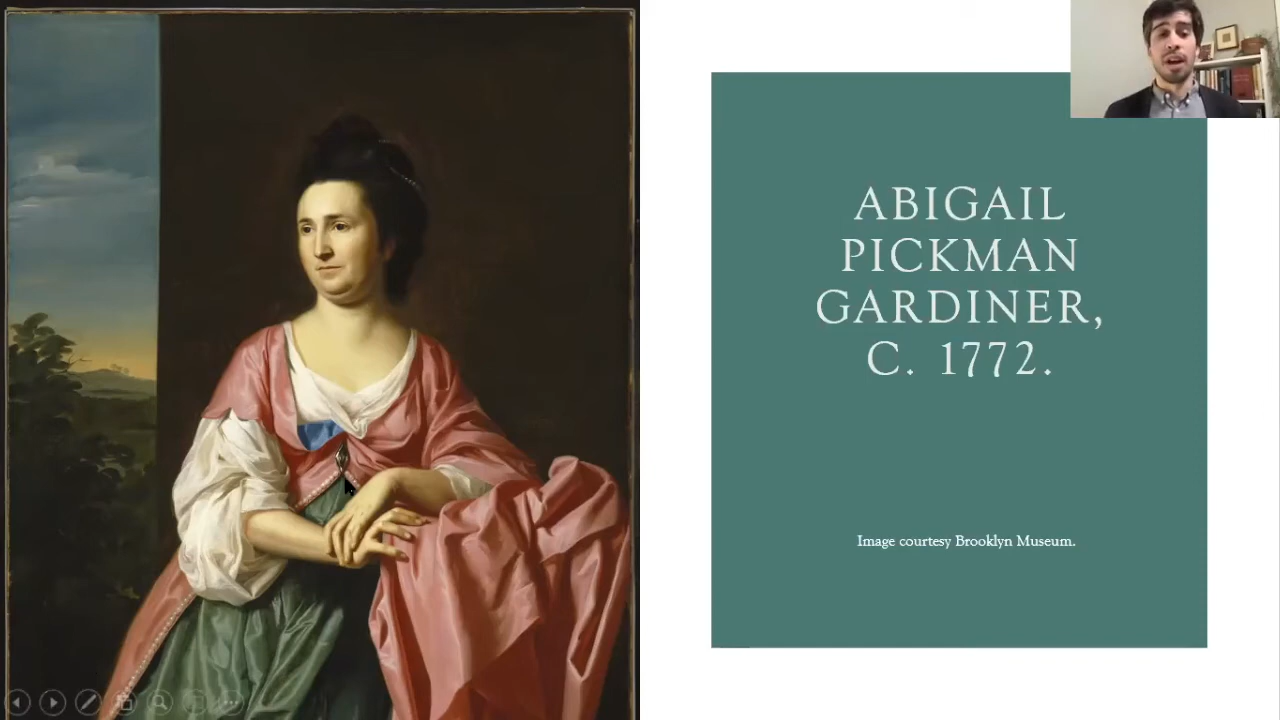 ABIGAIL
PICKMAN
GARDINER,
C. 1772.
Image courtesy Brooklyn Museum.